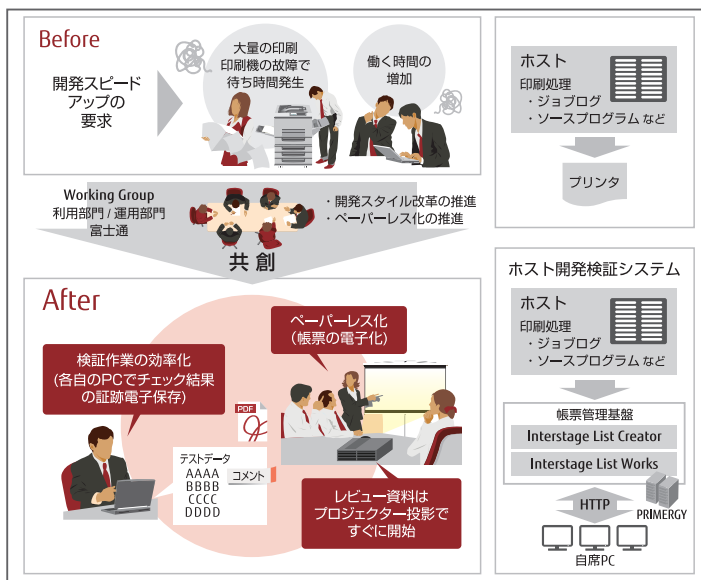 Before
開発スピード
アップの
要求
大量の印刷
印刷機の故障で
待ち時間発生
働く時間の
増加
Working Group
利用部門 / 運用部門
富士通
・開発スタイル改革の推進
・ペーパーレス化の推進
共 創
After
検証作業の効率化
(各自のPCでチェック結果
の証跡電子保存)
ペーパーレス化
(帳票の電子化)
PDF
テストデータ
AAAA
BBBB
CCCC
DDDD
コメント
レビュー資料は
プロジェクター投影で
すぐに開始
ホスト
印刷処理
・ジョブログ
・ソースプログラム など
プリンタ
ホスト開発検証システム
ホスト
印刷処理
・ジョブログ
・ソースプログラム など
帳票管理基盤
Interstage List Creator
Interstage List Works
HTTP
PRIMERGY
自席PC